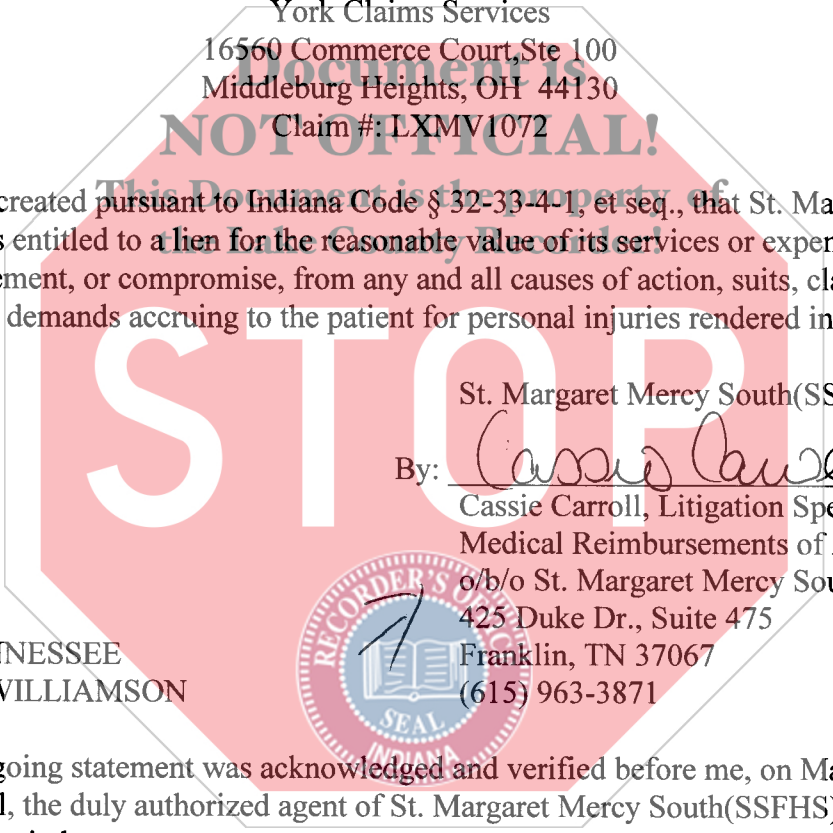 York Claims Services
16560 Commerce Court,Ste 100
Document is
Middleburg Heights, OH 44130
NOT OFFICIAL!
Claim #: LXMV1072
This Document is the property of
created pursuant to Indiana Code § 32-33-4-1, et seq., that St. Ma
s entitled to a lien for the reasonable value of its services or expen
the Lake County Recorder!
ement, or compromise, from any and all causes of action, suits, cla
demands accruing to the patient for personal injuries rendered in
STOP
St. Margaret Mercy South(SS
By: Cassie Carroll
Cassie Carroll, Litigation Spe
Medical Reimbursements of
o/b/o St. Margaret Mercy Sou
425 Duke Dr., Suite 475
Franklin, TN 37067
(615) 963-3871
RECORDER'S OFFICE
SEAL
INDIANA
NNESSEE
WILLIAMSON
going statement was acknowledged and verified before me, on Ma
l, the duly authorized agent of St. Margaret Mercy South(SSFHS)